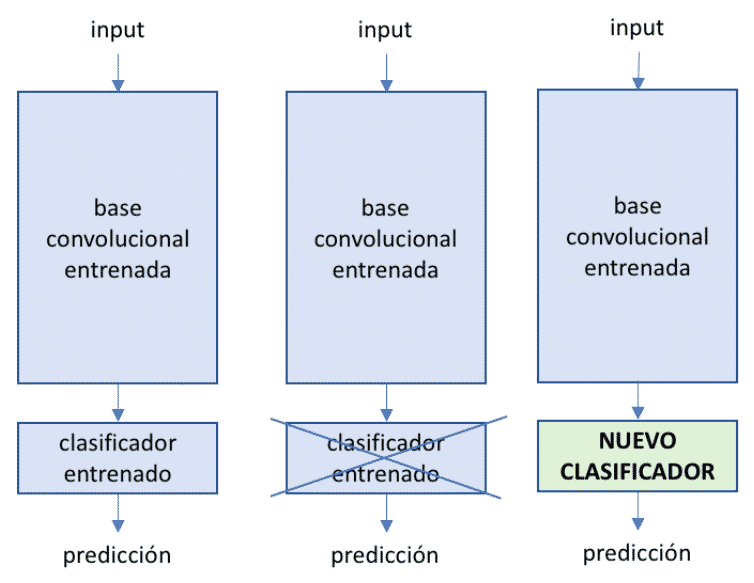 input
base
convolucional
entrenada
clasificador
entrenado
predicción
input
base
convolucional
entrenada
clasificador
entrenado
predicción
input
base
convolucional
entrenada
NUEVO
CLASIFICADOR
predicción